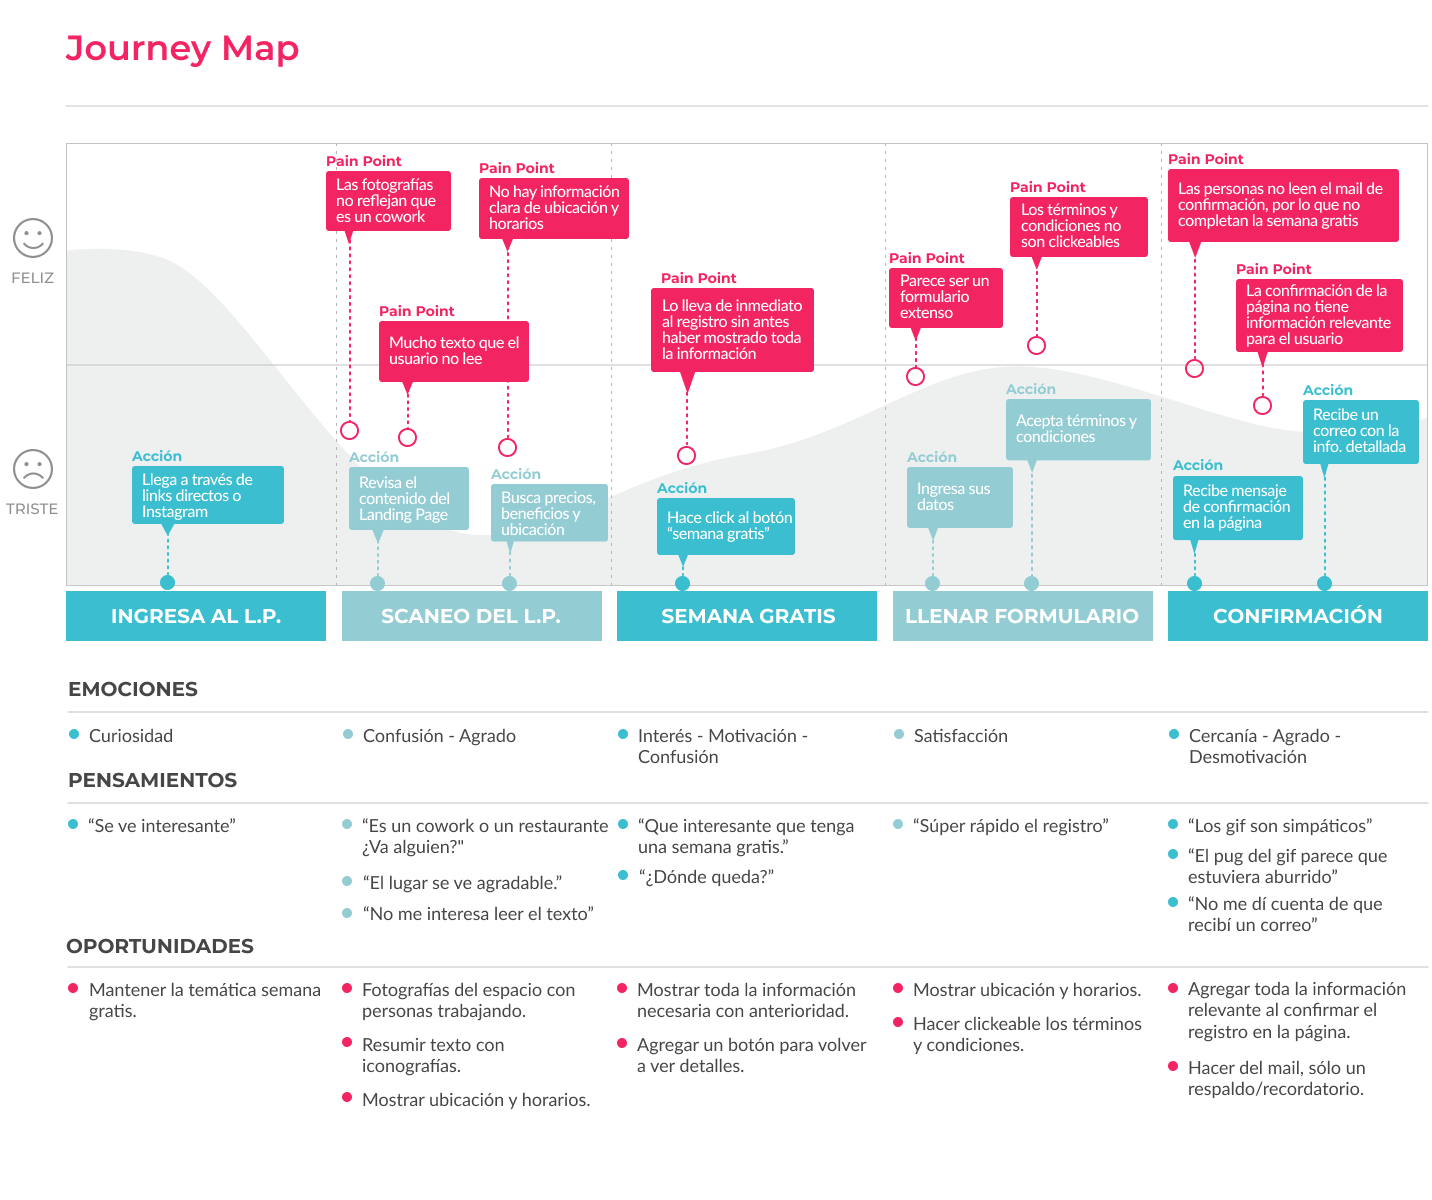 Journey Map
FELIZ
TRISTE
Acción
Llega a través de
links directos o
Instagram
Pain Point
Las fotografías
no reflejan que
es un cowork
Pain Point
No hay información
clara de ubicación y
horarios
Pain Point
Mucho texto que el
usuario no lee
Acción
Revisa el
contenido del
Landing Page
Acción
Busca precios,
beneficios y
ubicación
Pain Point
Lo lleva de inmediato
al registro sin antes
haber mostrado toda
la información
Acción
Hace click al botón
“semana gratis”
Pain Point
Parece ser un
formulario
extenso
Pain Point
Los términos y
condiciones no
son clickeables
Acción
Ingresa sus
datos
Acción
Acepta términos y
condiciones
Pain Point
Las personas no leen el mail de
confirmación, por lo que no
completan la semana gratis
Pain Point
La confirmación de la
página no tiene
información relevante
para el usuario
Acción
Recibe mensaje
de confirmación
en la página
Acción
Recibe un
correo con la
info. detallada
INGRESA AL L.P.
SCANEO DEL L.P.
SEMANA GRATIS
LLENAR FORMULARIO
CONFIRMACIÓN
EMOCIONES
Curiosidad
Confusión - Agrado
Interés - Motivación -
Confusión
Satisfacción
Cercanía - Agrado -
Desmotivación
PENSAMIENTOS
“Se ve interesante”
“Es un cowork o un restaurante
¿Va alguien?"
“El lugar se ve agradable.”
“No me interesa leer el texto”
“Que interesante que tenga
una semana gratis.”
“¿Dónde queda?”
“Súper rápido el registro”
“Los gif son simpáticos”
“El pug del gif parece que
estuviera aburrido”
“No me dí cuenta de que
recibí un correo”
OPORTUNIDADES
Mantener la temática semana
gratis.
Fotografías del espacio con
personas trabajando.
Resumir texto con
iconografías.
Mostrar ubicación y horarios.
Mostrar toda la información
necesaria con anterioridad.
Agregar un botón para volver
a ver detalles.
Mostrar ubicación y horarios.
Hacer clickeable los términos
y condiciones.
Agregar toda la información
relevante al confirmar el
registro en la página.
Hacer del mail, sólo un
respaldo/recordatorio.